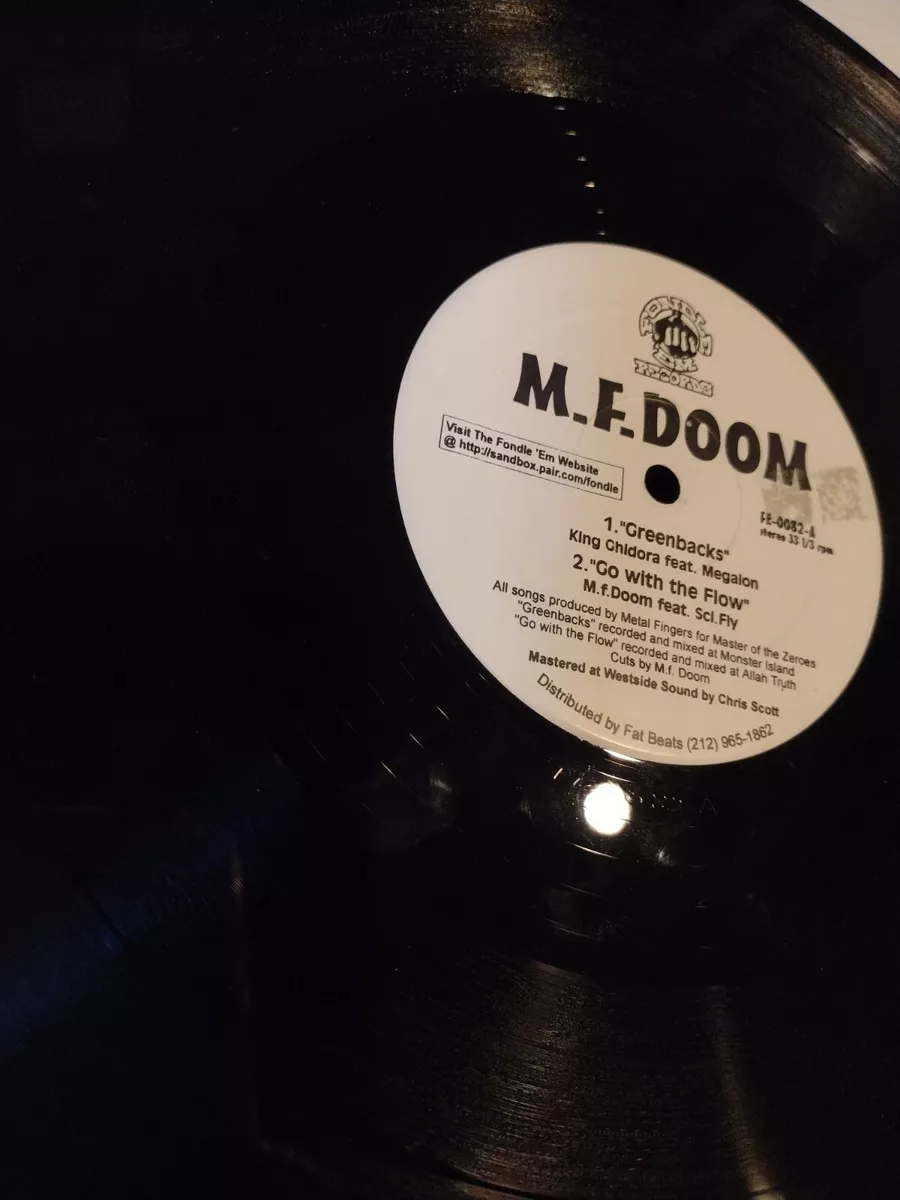 FONDLE
'EM
RECORDS
M.F.DOOM
Visit The Fondle 'Em Website
@ http://sandbox.pair.com/fondle
FE-0082-A
stereo 33 1/3 rpm
1."Greenbacks"
King Ghidora feat. Megalon
2."Go with the Flow"
M.f.Doom feat. Sci.Fly
All songs produced by Metal Fingers for Master of the Zeroes
"Greenbacks" recorded and mixed at Monster Island
"Go with the Flow" recorded and mixed at Allah Truth
Cuts by M.f. Doom
Mastered at Westside Sound by Chris Scott
Distributed by Fat Beats (212) 965-1862